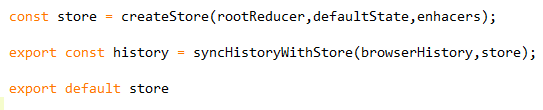 const store = createStore(rootReducer,defaultState,enhacers);
export const history = syncHistoryWithStore(browserHistory,store);
export default store